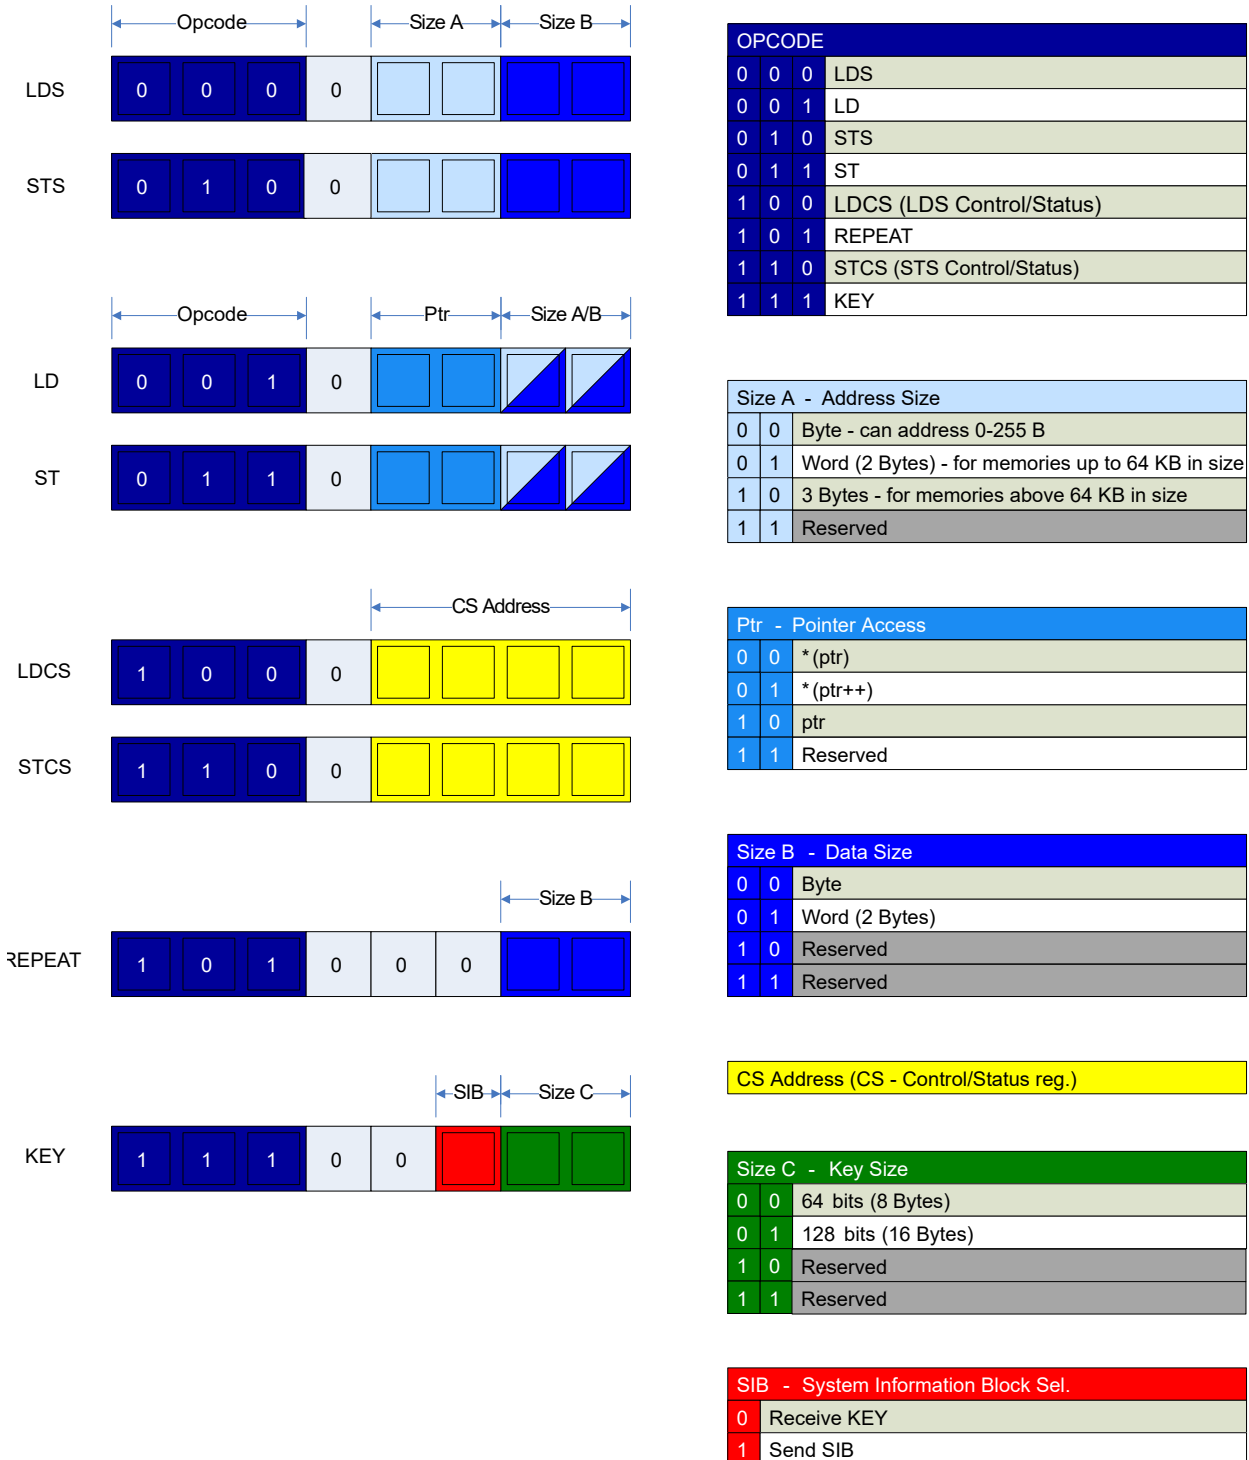 Opcode Size A Size B
LDS 0 0 0 0
STS 0 1 0 0
Opcode Ptr Size A/B
LD 0 0 1 0
ST 0 1 1 0
CS Address
LDCS 1 0 0 0
STCS 1 1 0 0
Size B
REPEAT 1 0 1 0 0 0
SIB Size C
KEY 1 1 1 0 0
OPCODE
0 0 0 LDS
0 0 1 LD
0 1 0 STS
0 1 1 ST
1 0 0 LDCS (LDS Control/Status)
1 0 1 REPEAT
1 1 0 STCS (STS Control/Status)
1 1 1 KEY
Size A - Address Size
0 0 Byte - can address 0-255 B
0 1 Word (2 Bytes) - for memories up to 64 KB in size
1 0 3 Bytes - for memories above 64 KB in size
1 1 Reserved
Ptr - Pointer Access
0 0 *(ptr)
0 1 *(ptr++)
1 0 ptr
1 1 Reserved
Size B - Data Size
0 0 Byte
0 1 Word (2 Bytes)
1 0 Reserved
1 1 Reserved
CS Address (CS - Control/Status reg.)
Size C - Key Size
0 0 64 bits (8 Bytes)
0 1 128 bits (16 Bytes)
1 0 Reserved
1 1 Reserved
SIB - System Information Block Sel.
0 Receive KEY
1 Send SIB